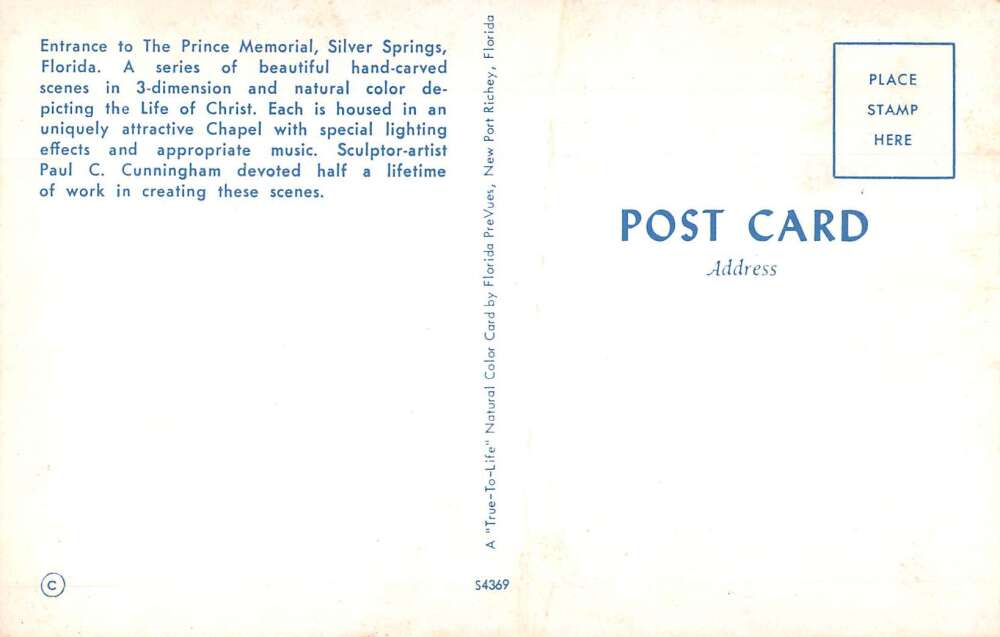 Entrance to The Prince Memorial, Silver Springs,
Florida. A series of beautiful hand-carved
scenes in 3-dimension and natural color de-
picting the Life of Christ. Each is housed in an
uniquely attractive Chapel with special lighting
effects and appropriate music. Sculptor-artist
Paul C. Cunningham devoted half a lifetime
of work in creating these scenes.
©
A "True-To-Life" Natural Color Card by Florida PreVues, New Port Richey, Florida
S4369
PLACE
STAMP
HERE
POST CARD
Address